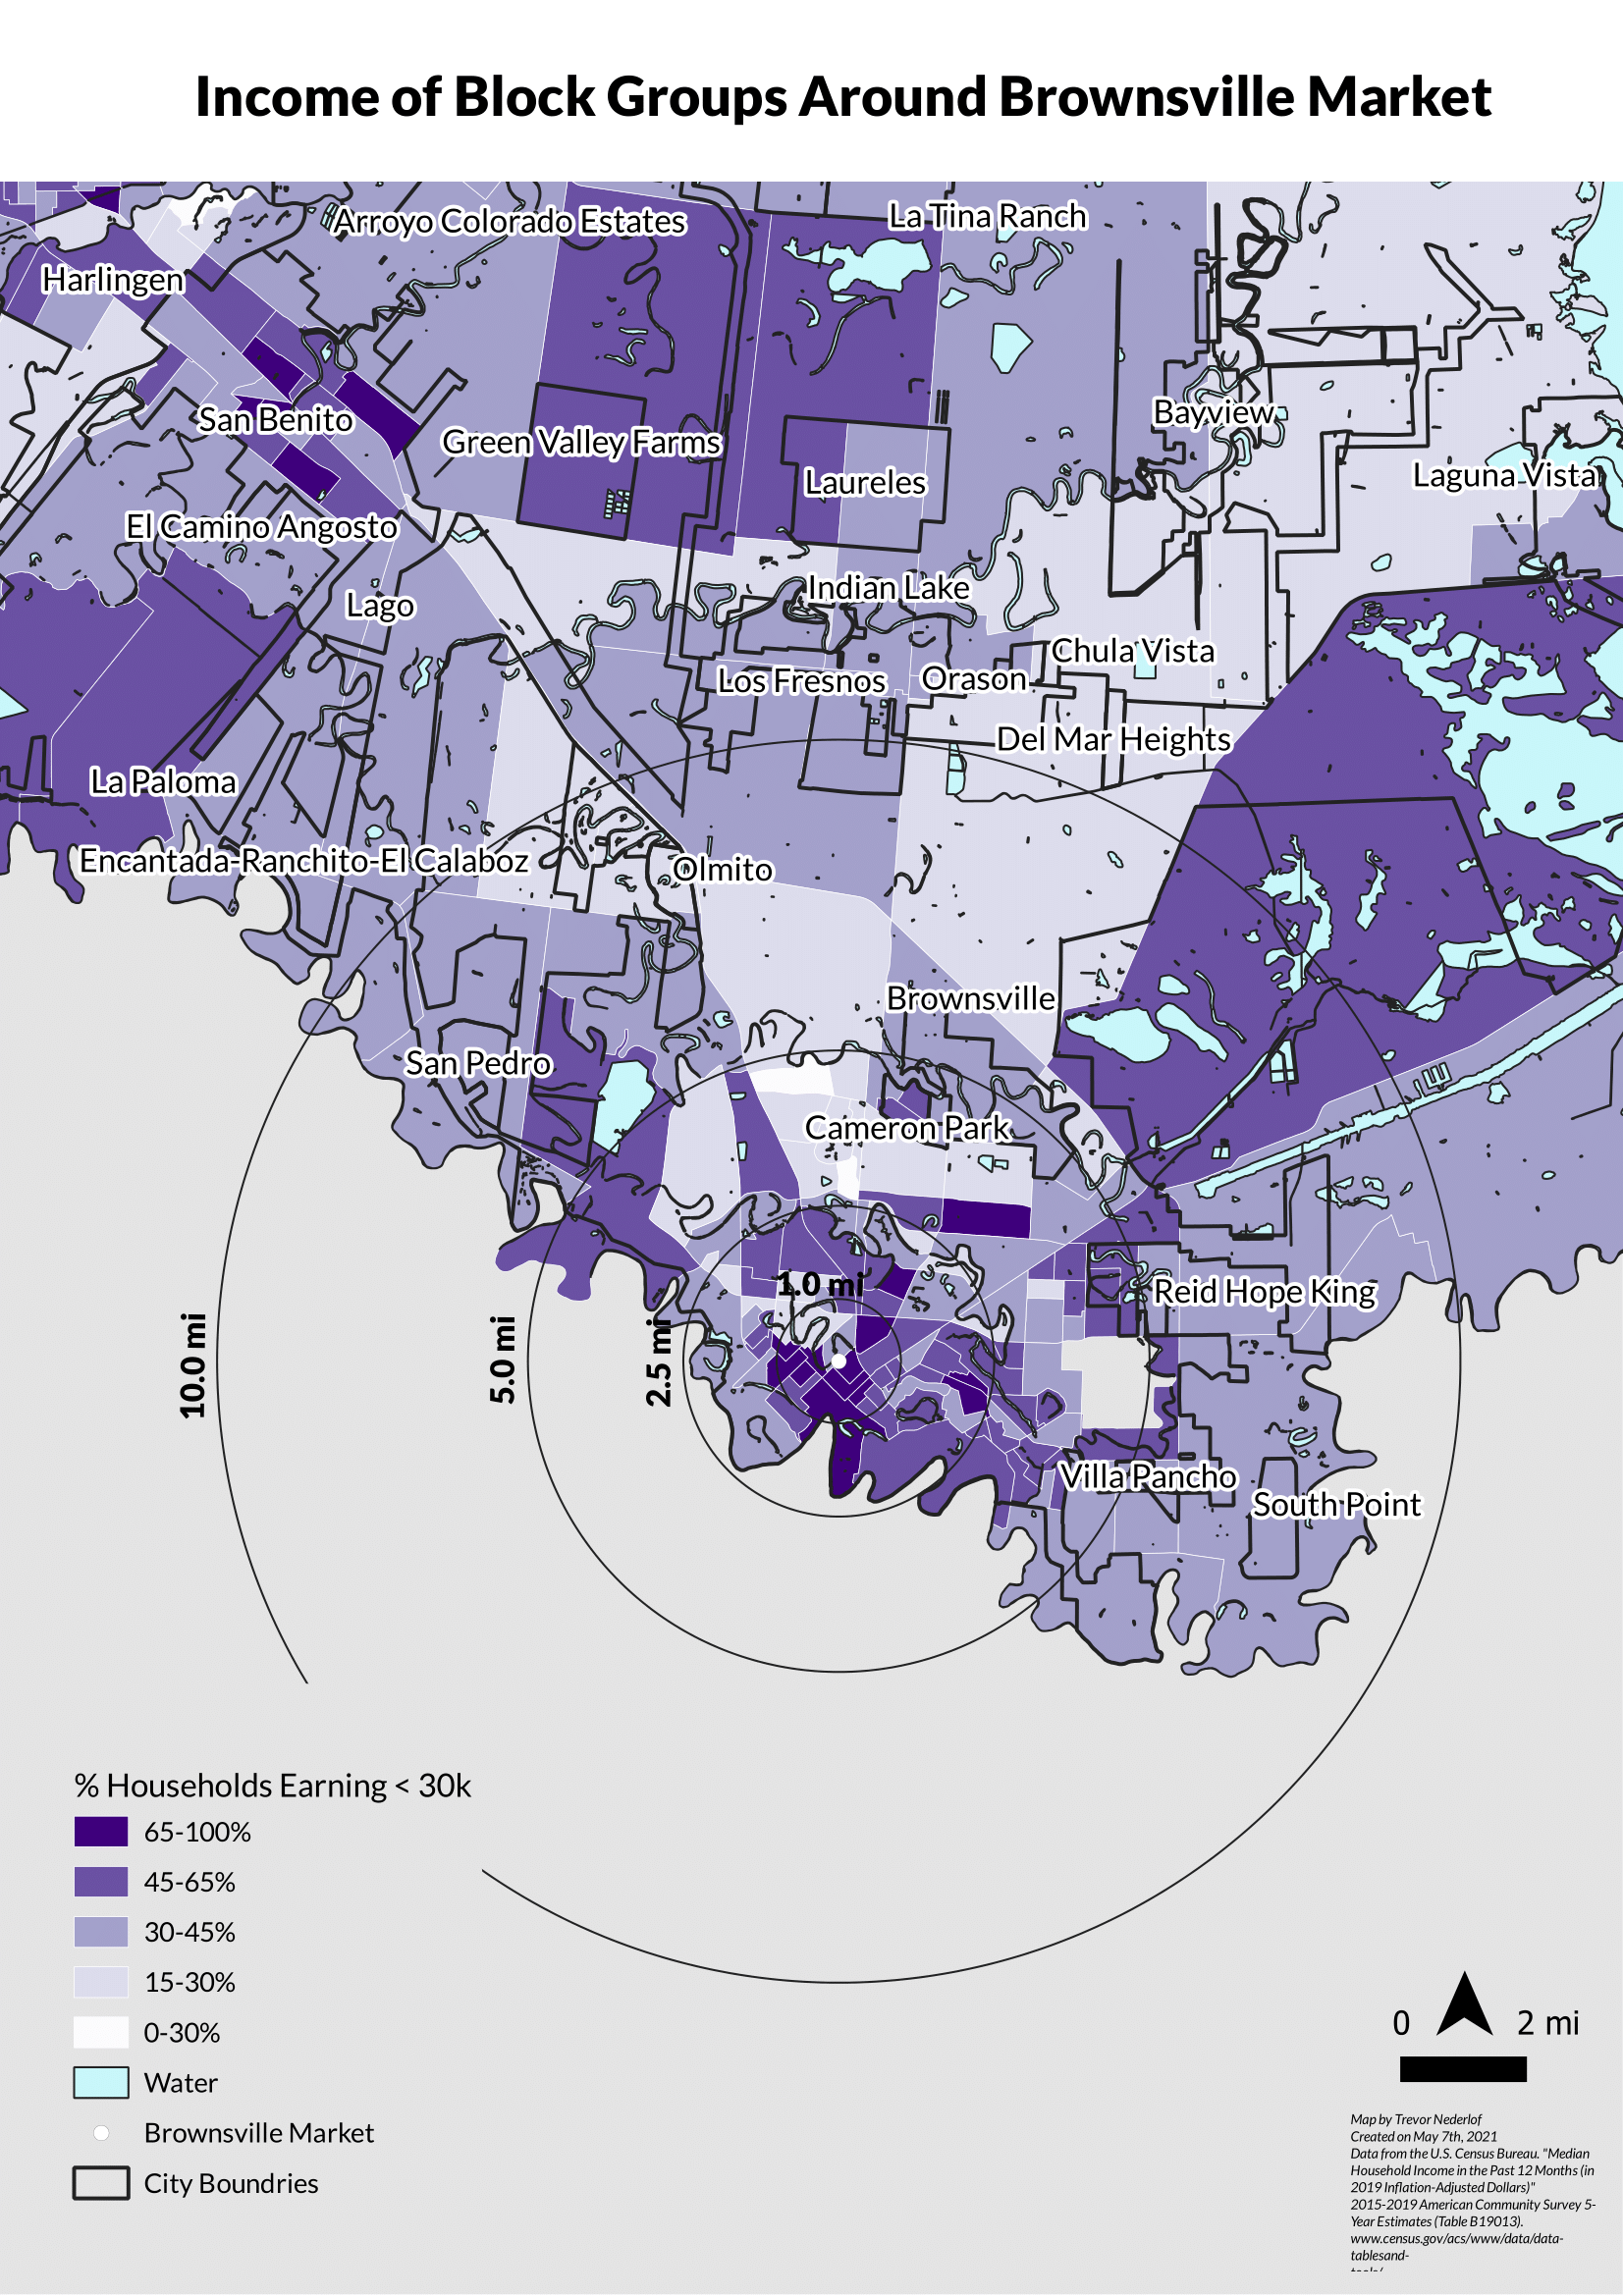 Income of Block Groups Around Brownsville Market
Arroyo Colorado Estates
La Tina Ranch
Harlingen
San Benito
Green Valley Farms
Bayview
Laureles
Laguna Vista
El Camino Angosto
Lago
Indian Lake
Chula Vista
Los Fresnos
Orason
Del Mar Heights
La Paloma
Encantada-Ranchito-El Calaboz
Olmito
Brownsville
San Pedro
Cameron Park
1.0 mi
Reid Hope King
10.0 mi
5.0 mi
2.5 mi
Villa Pancho
South Point
% Households Earning < 30k
65-100%
45-65%
30-45%
15-30%
0-30%
Water
Brownsville Market
City Boundries
0 2 mi
Map by Trevor Nederlof
Created on May 7th, 2021
Data from the U.S. Census Bureau. "Median
Household Income in the Past 12 Months (in
2019 Inflation-Adjusted Dollars)"
2015-2019 American Community Survey 5-
Year Estimates (Table B19013).
www.census.gov/acs/www/data/data-
tablesand-